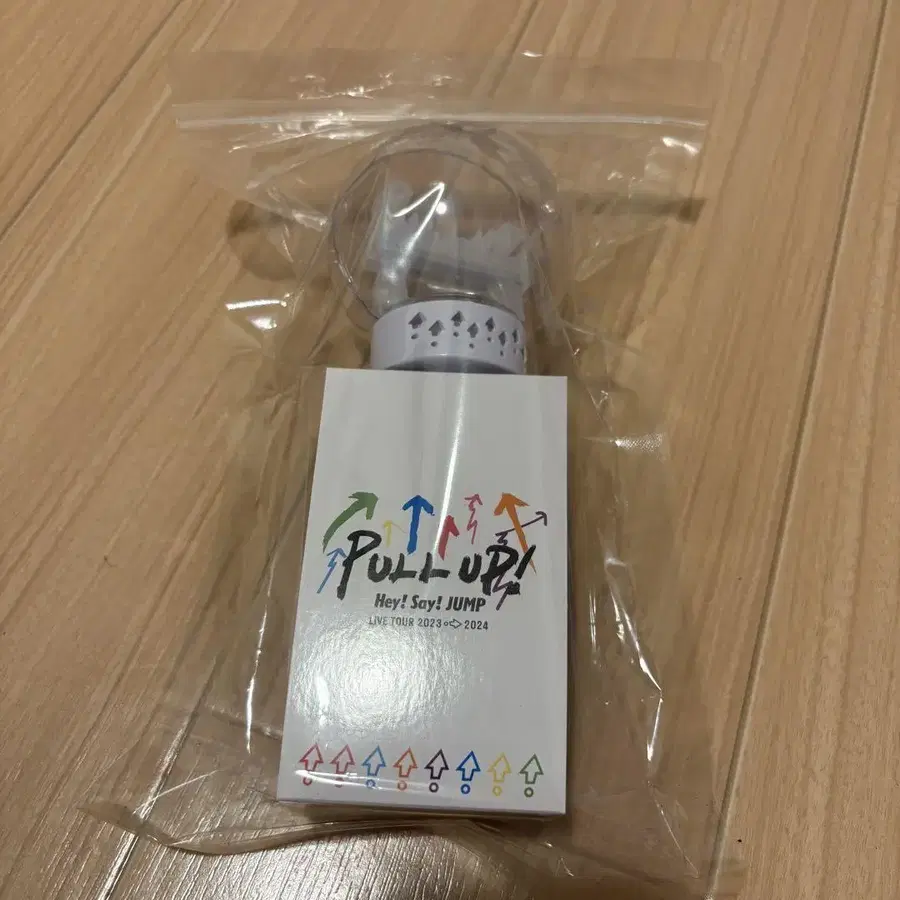 PULL UP!
Hey! Say! JUMP
LIVE TOUR 2023 ⇨ 2024